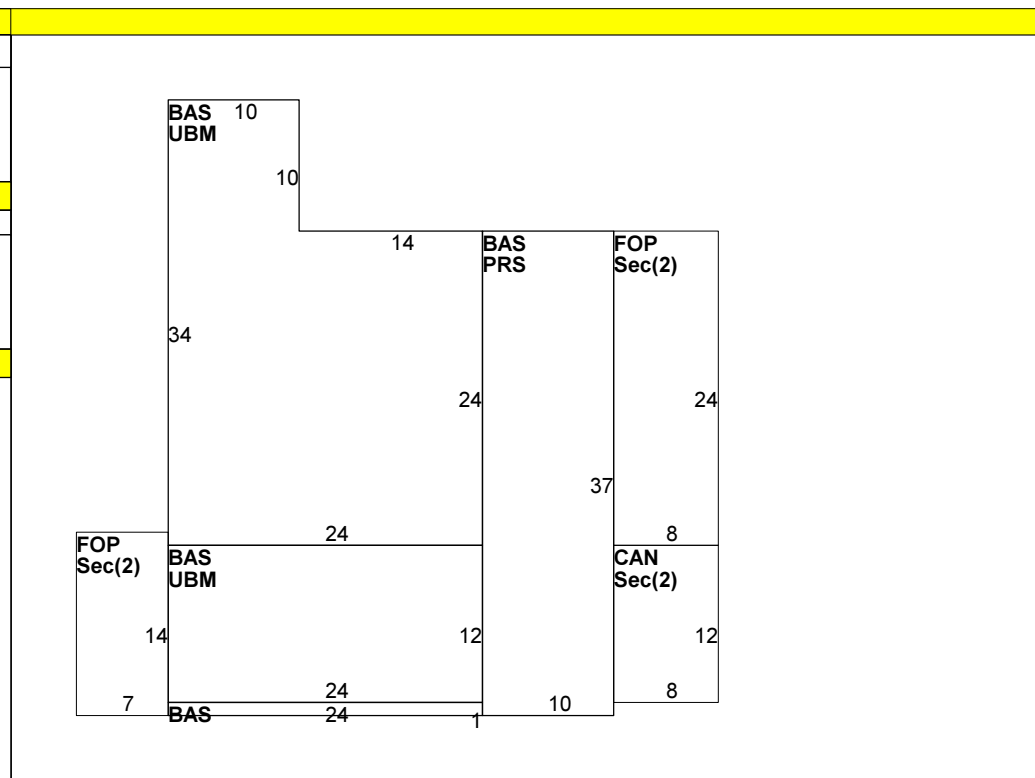 BAS 10
UBM
10
14
BAS
PRS
FOP
Sec(2)
34
24
24
37
24
8
FOP
Sec(2)
BAS
UBM
CAN
Sec(2)
14
12
12
24
8
7
10
BAS
24
1